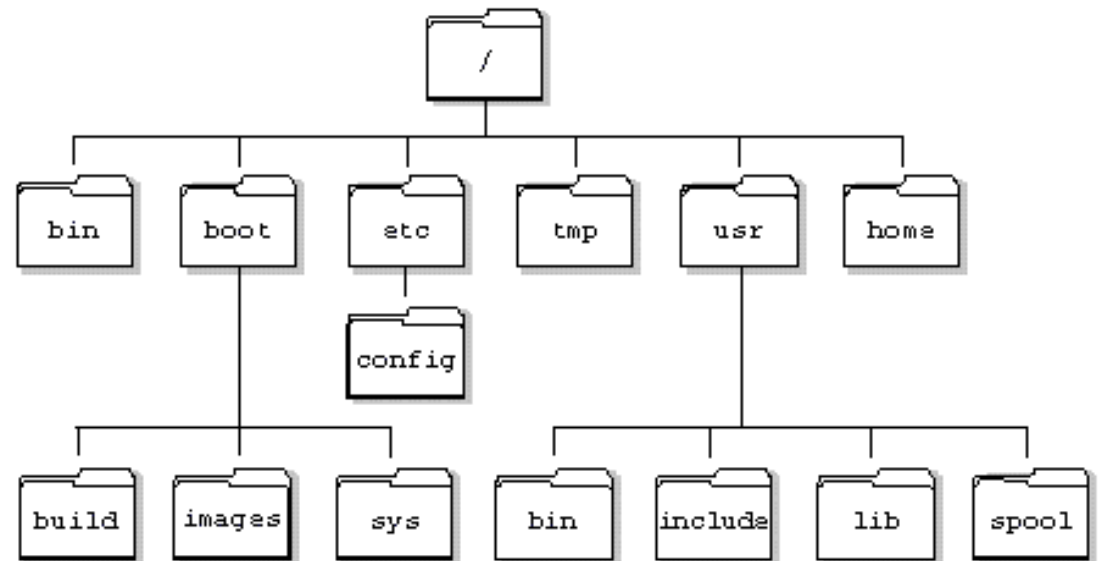 /
bin boot etc tmp usr home
config
build images sys bin include lib spool